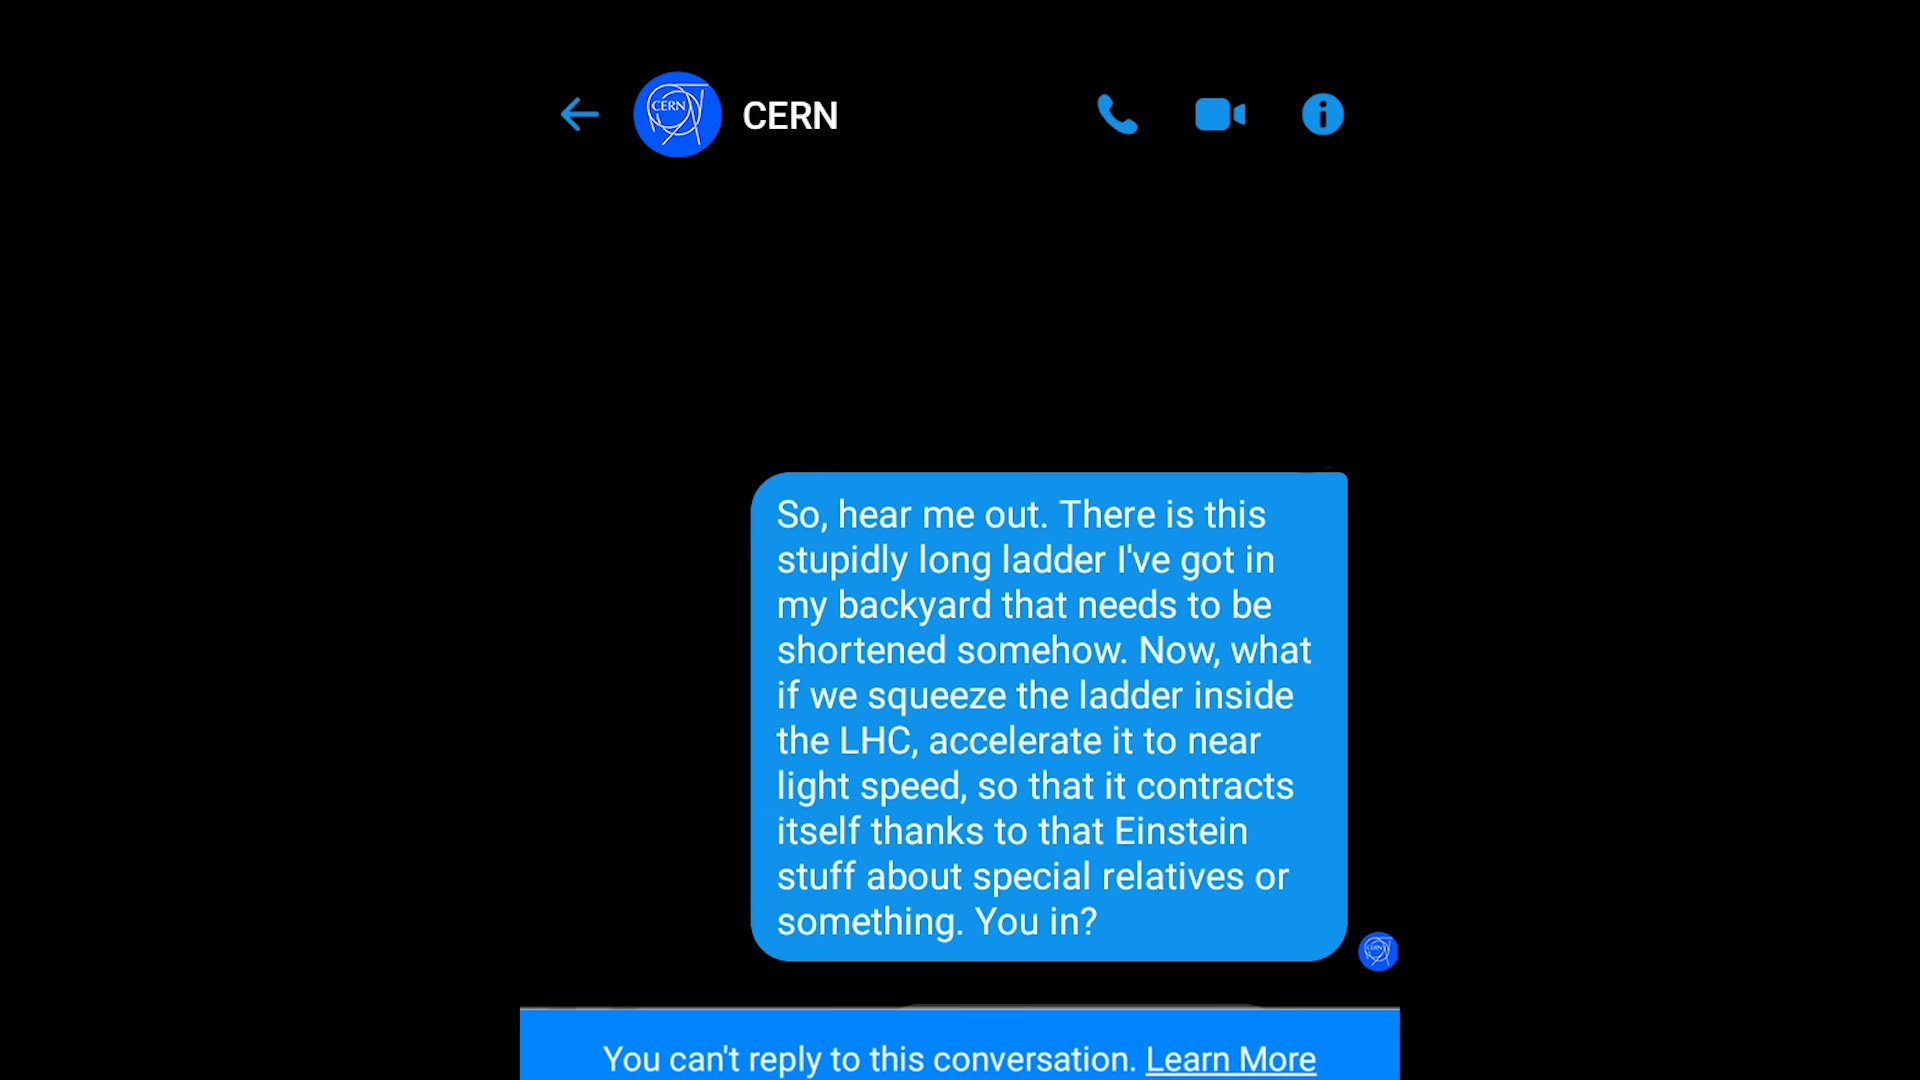 CERN
CERN
So, hear me out. There is this
stupidly long ladder I've got in
my backyard that needs to be
shortened somehow. Now, what
if we squeeze the ladder inside
the LHC, accelerate it to near
light speed, so that it contracts
itself thanks to that Einstein
stuff about special relatives or
something. You in?
CERN
You can't reply to this conversation. Learn More